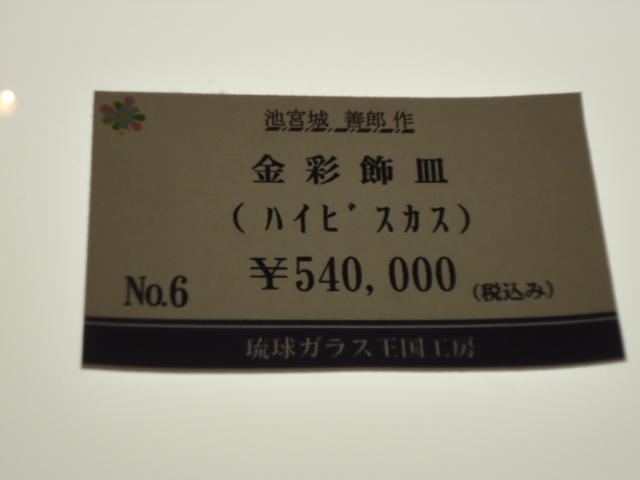 池宮城 善郎 作
金彩飾皿
(ハイビスカス)
¥540,000 (税込み)
No.6
琉球ガラス王国工房